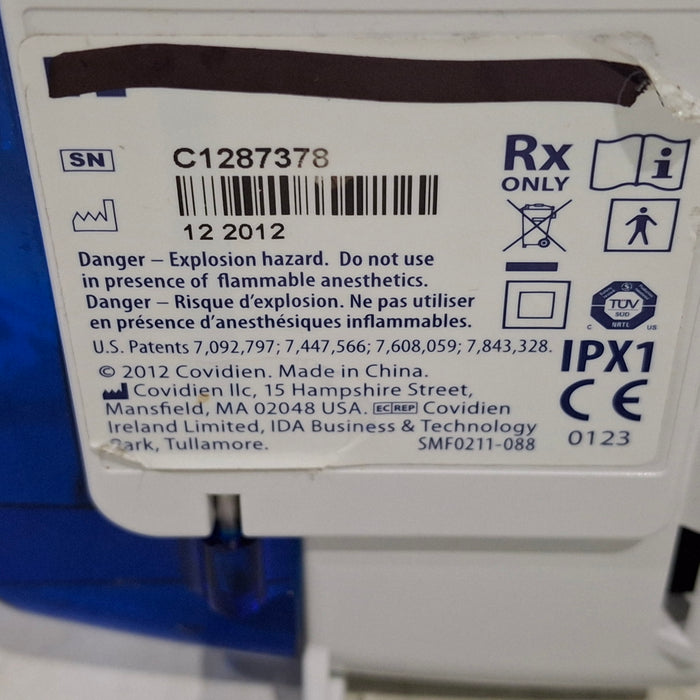 SN C1287378
12 2012
Rx
ONLY
Danger – Explosion hazard. Do not use
in presence of flammable anesthetics.
Danger – Risque d'explosion. Ne pas utiliser
en présence d'anesthésiques inflammables.
U.S. Patents 7,092,797; 7,447,566; 7,608,059; 7,843,328.
© 2012 Covidien. Made in China.
Covidien llc, 15 Hampshire Street,
Mansfield, MA 02048 USA. EC REP Covidien
Ireland Limited, IDA Business & Technology
Park, Tullamore.
SMF0211-088
TÜV
SÜD
NRTL
C US
IPX1
CE
0123